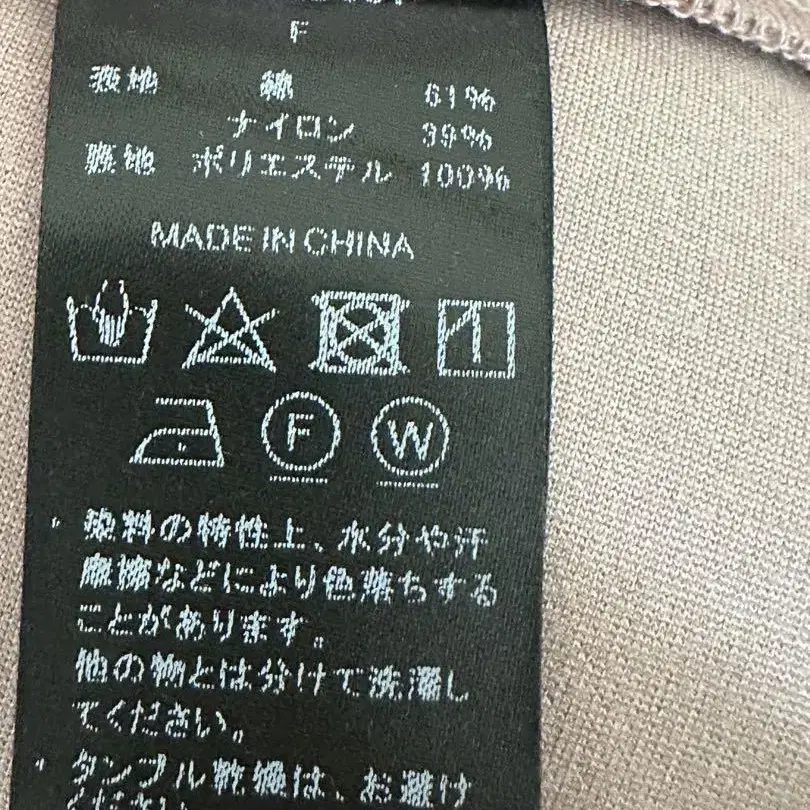 F
表地 綿 61%
ナイロン 39%
裏地 ポリエステル 100%
MADE IN CHINA
F W
・染料の特性上、水分や汗
摩擦などにより色落ちする
ことがあります。
他の物とは分けて洗濯し
てください。
・タンブル乾燥は、お避け
ください